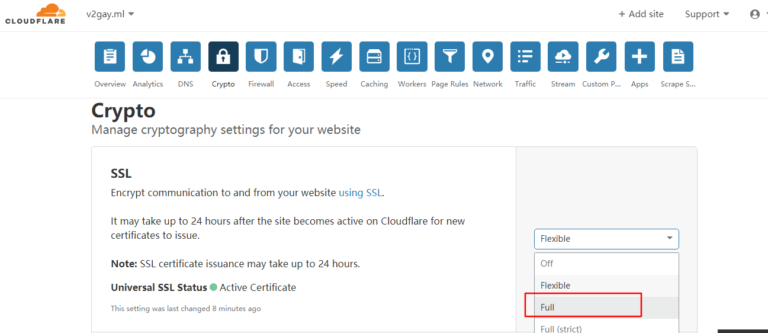 CLOUDFLARE
v2gay.ml
+ Add site
Support
Overview
Analytics
DNS
Crypto
Firewall
Access
Speed
Caching
Workers
Page Rules
Network
Traffic
Stream
Custom P...
Apps
Scrape S...
Crypto
Manage cryptography settings for your website
SSL
Encrypt communication to and from your website using SSL.
It may take up to 24 hours after the site becomes active on Cloudflare for new
certificates to issue.
Note: SSL certificate issuance may take up to 24 hours.
Universal SSL Status Active Certificate
This setting was last changed 8 minutes ago
Flexible
Off
Flexible
Full
Full (strict)